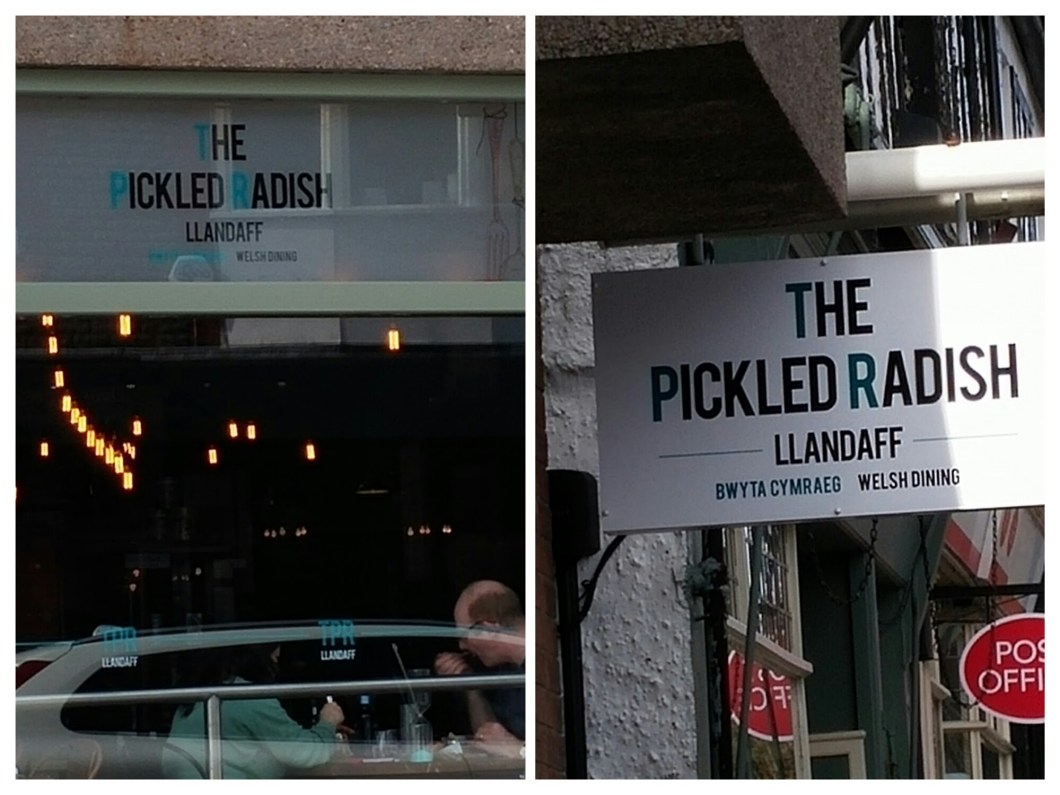 THE
PICKLED RADISH
LLANDAFF
WELSH DINING
TPR
LLANDAFF
TPR
LLANDAFF
THE
PICKLED RADISH
LLANDAFF
BWYTA CYMRAEG WELSH DINING
POS
OFFI